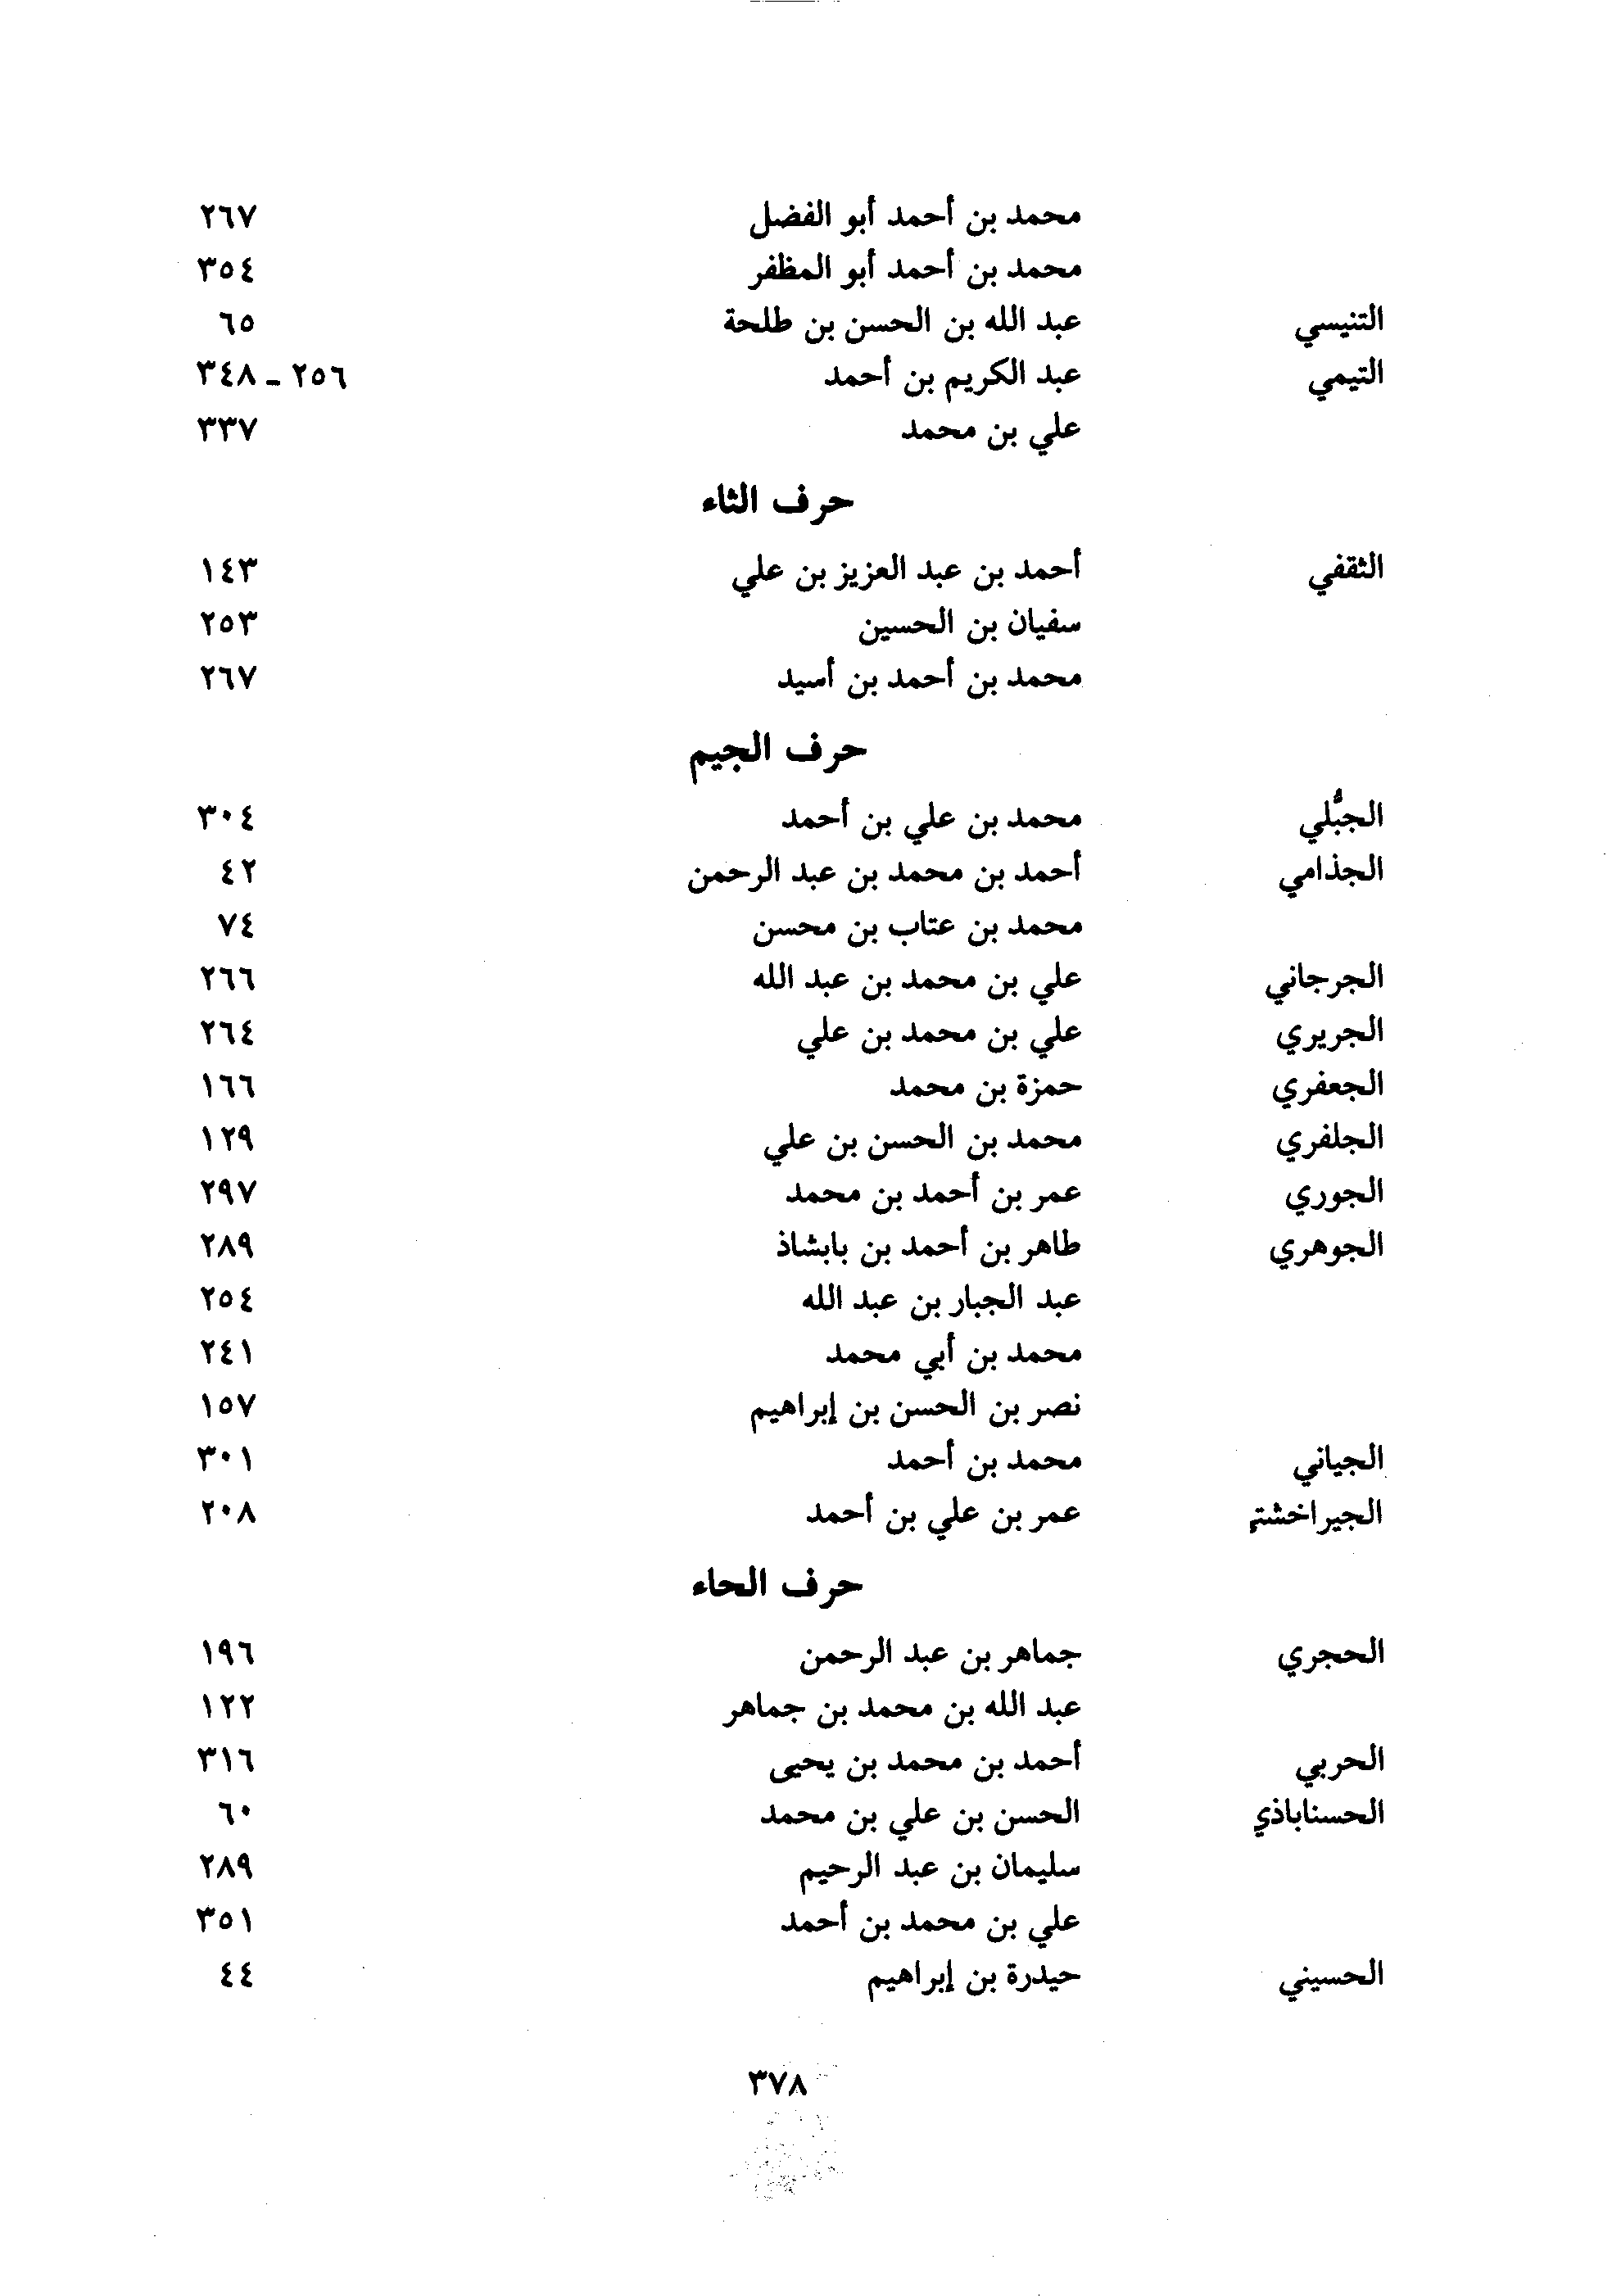 محمد بن أحمد أبو الفضل ٢٦٧
محمد بن أحمد أبو المظفر ٣٥٤
التنيسي عبد الله بن الحسن بن طلحة ٦٥
التيمي عبد الكريم بن أحمد ٢٥٦ - ٣٤٨
علي بن محمد ٣٣٧
حرف الثاء
الثقفي أحمد بن عبد العزيز بن علي ١٤٣
سفيان بن الحسين ٢٥٣
محمد بن أحمد بن أسيد ٢٦٧
حرف الجيم
الجبُّلي محمد بن علي بن أحمد ٣٠٤
الجذامي أحمد بن محمد بن عبد الرحمن ٤٢
محمد بن عتاب بن محسن ٧٤
الجرجاني علي بن محمد بن عبد الله ٢٦٦
الجريري علي بن محمد بن علي ٢٦٤
الجعفري حمزة بن محمد ١٦٦
الجلفري محمد بن الحسن بن علي ١٢٩
الجوري عمر بن أحمد بن محمد ٢٩٧
الجوهري طاهر بن أحمد بن بابشاذ ٢٨٩
عبد الجبار بن عبد الله ٢٥٤
محمد بن أبي محمد ٢٤١
نصر بن الحسن بن إبراهيم ١٥٧
الجياني محمد بن أحمد ٣٠١
الجيراخشتي عمر بن علي بن أحمد ٢٠٨
حرف الحاء
الحجري جماهر بن عبد الرحمن ١٩٦
عبد الله بن محمد بن جماهر ١٢٢
الحربي أحمد بن محمد بن يحيى ٣١٦
الحسناباذي الحسن بن علي بن محمد ٦٠
سليمان بن عبد الرحيم ٢٨٩
علي بن محمد بن أحمد ٣٥١
الحسيني حيدرة بن إبراهيم ٤٤
٣٧٨